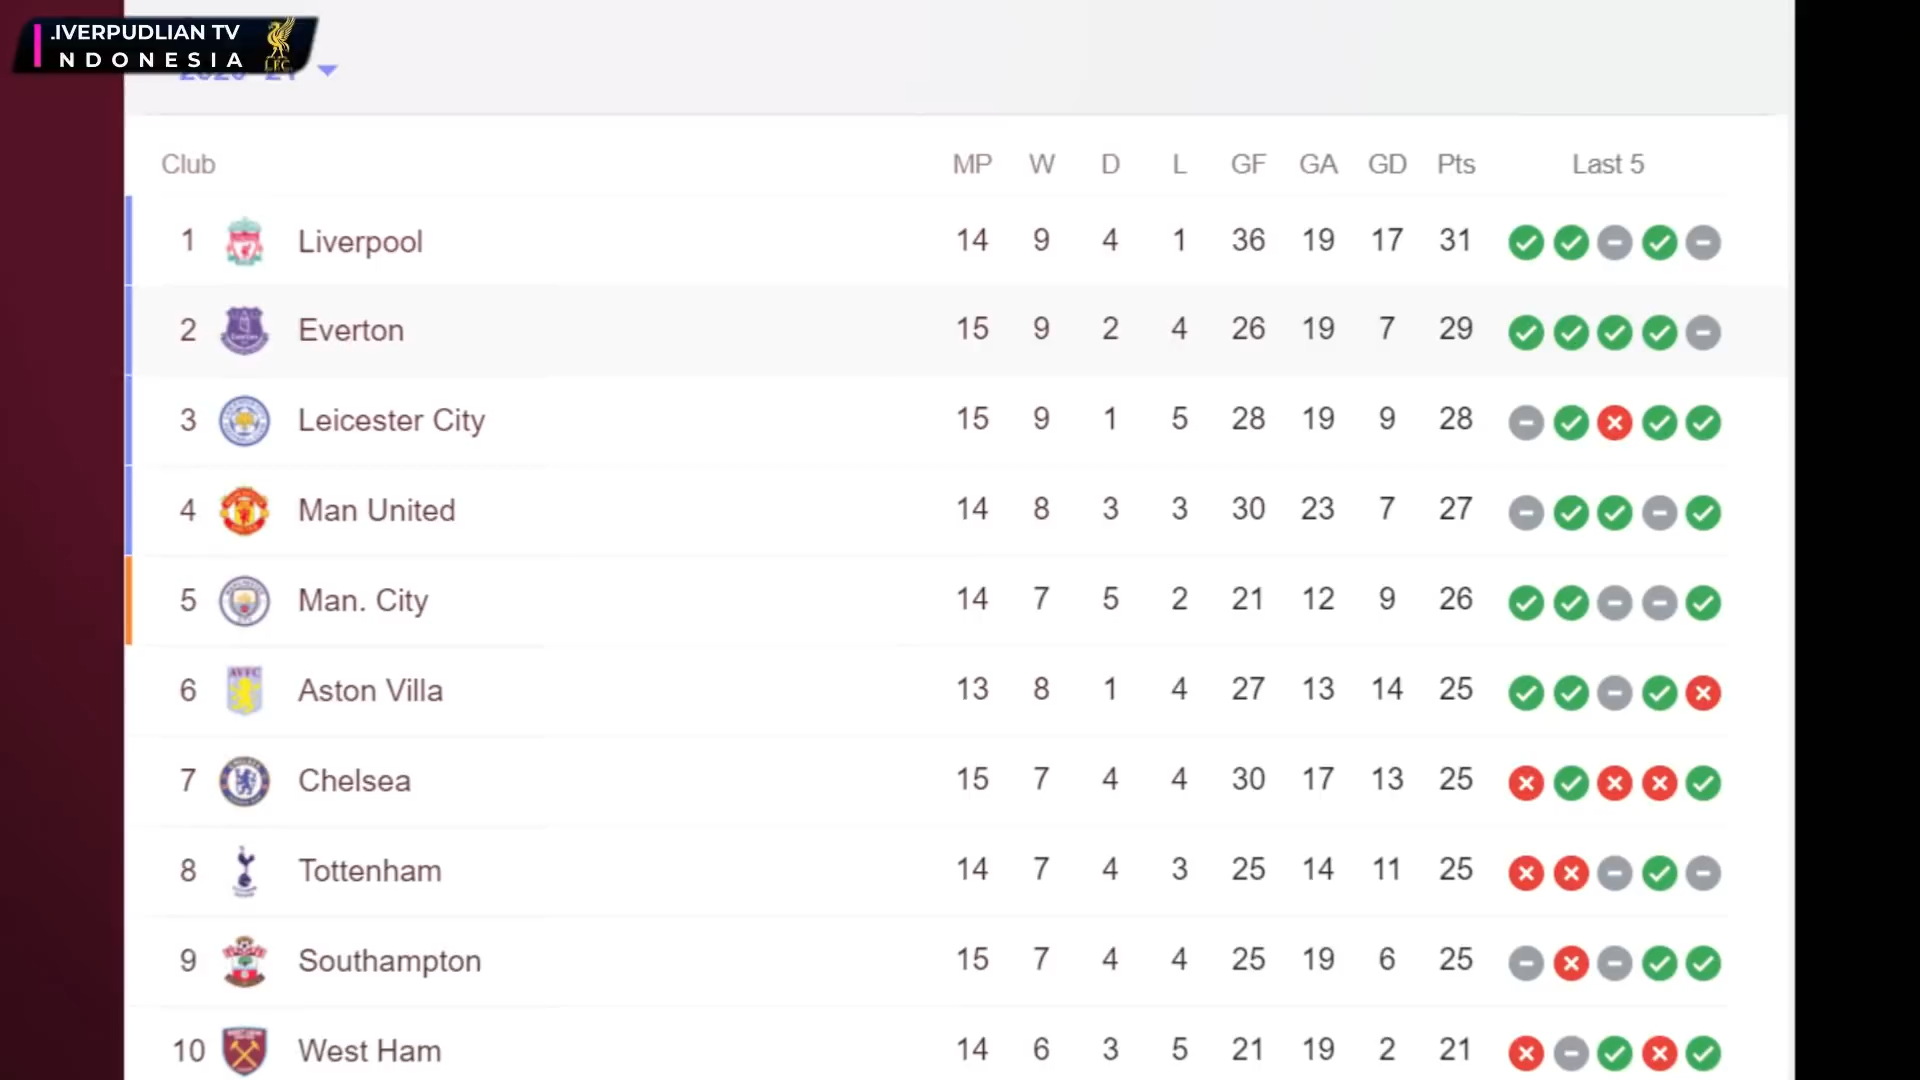 .IVERPUDLIAN TV
NDONESIA
LFC
Club MP W D L GF GA GD Pts Last 5
1 Liverpool 14 9 4 1 36 19 17 31
2 Everton 15 9 2 4 26 19 7 29
3 Leicester City 15 9 1 5 28 19 9 28
4 Man United 14 8 3 3 30 23 7 27
5 Man. City 14 7 5 2 21 12 9 26
6 AVFC Aston Villa 13 8 1 4 27 13 14 25
7 Chelsea 15 7 4 4 30 17 13 25
8 Tottenham 14 7 4 3 25 14 11 25
9 Southampton 15 7 4 4 25 19 6 25
10 West Ham 14 6 3 5 21 19 2 21